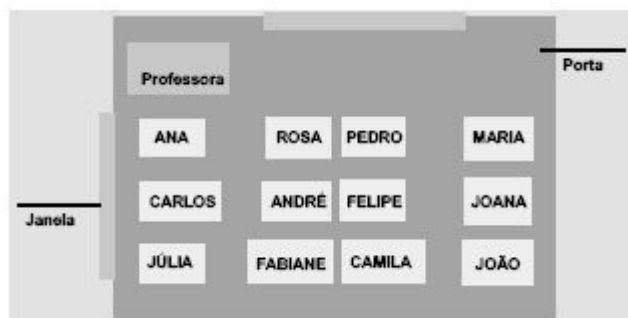 Professora
Porta
ANA ROSA PEDRO MARIA
CARLOS ANDRÉ FELIPE JOANA
Janela
JÚLIA FABIANE CAMILA JOÃO